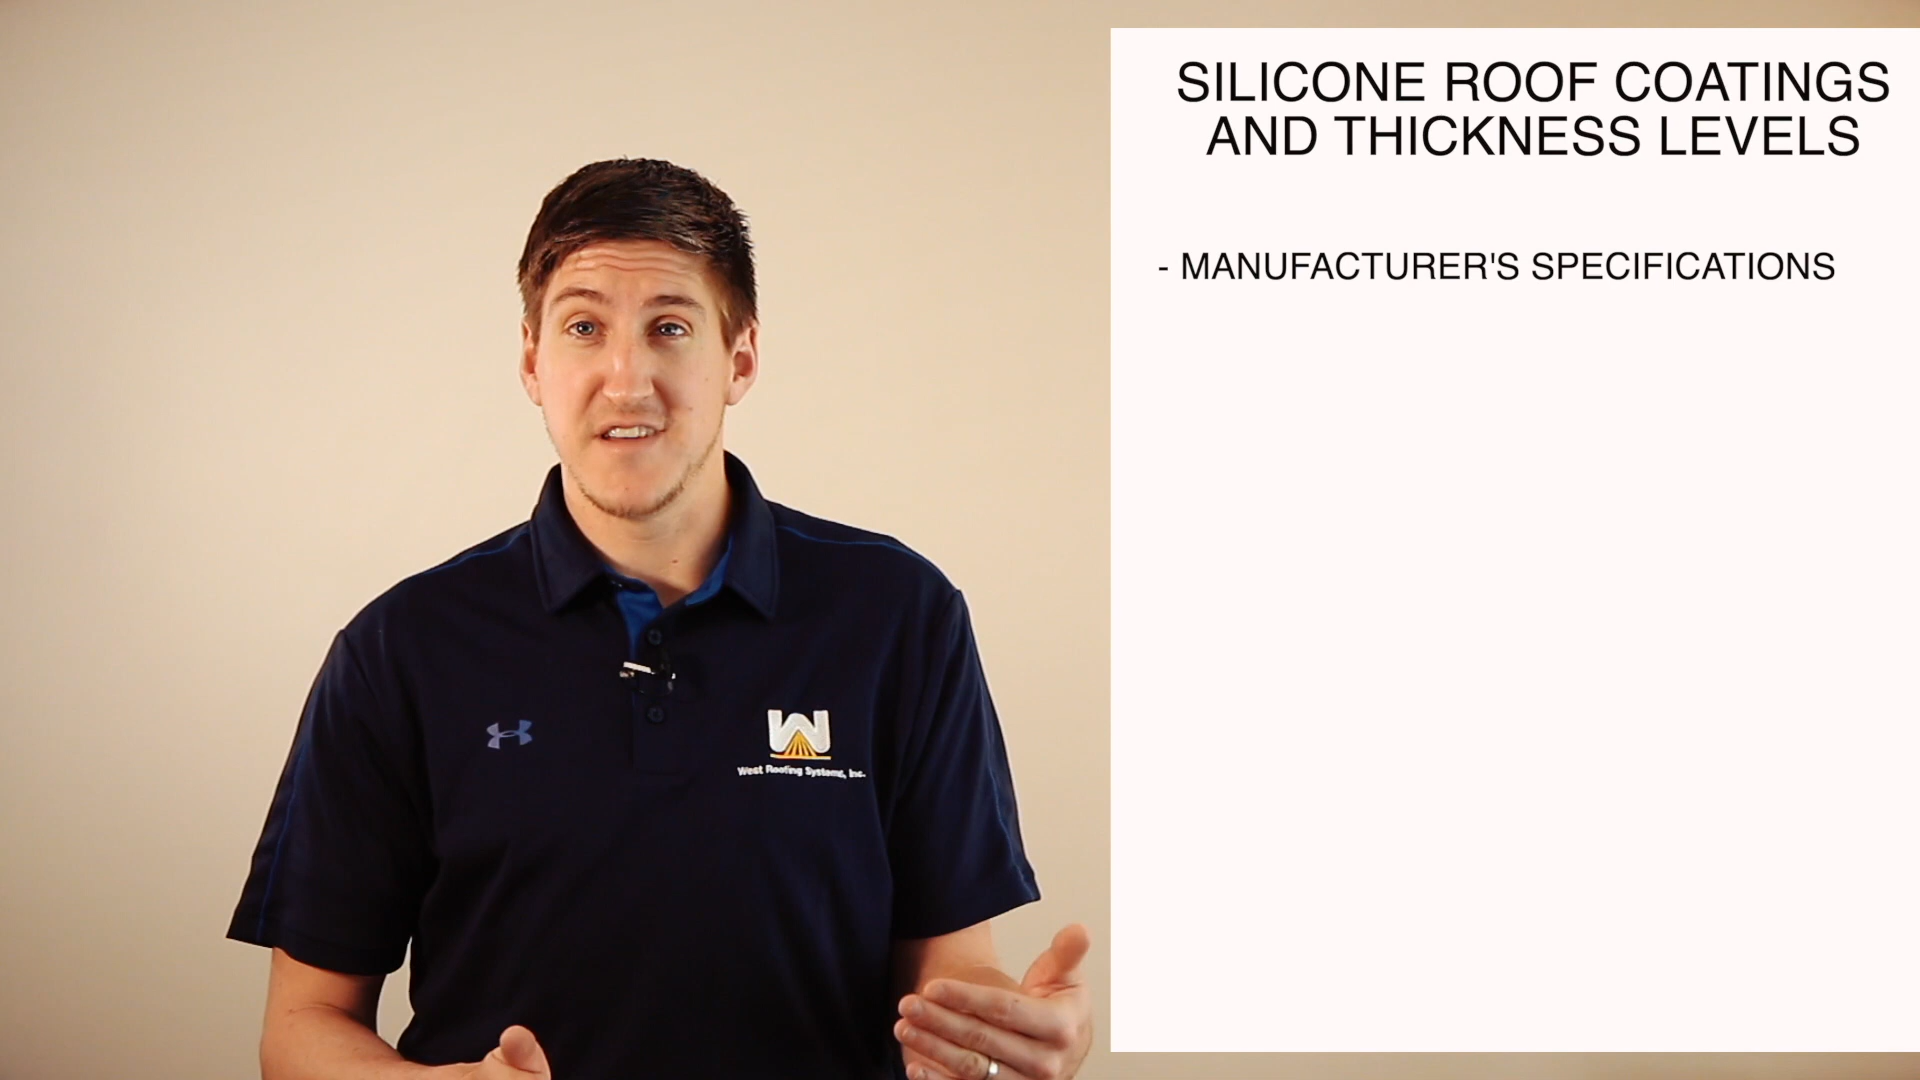 SILICONE ROOF COATINGS
AND THICKNESS LEVELS
- MANUFACTURER'S SPECIFICATIONS
West Roofing Systems, Inc.